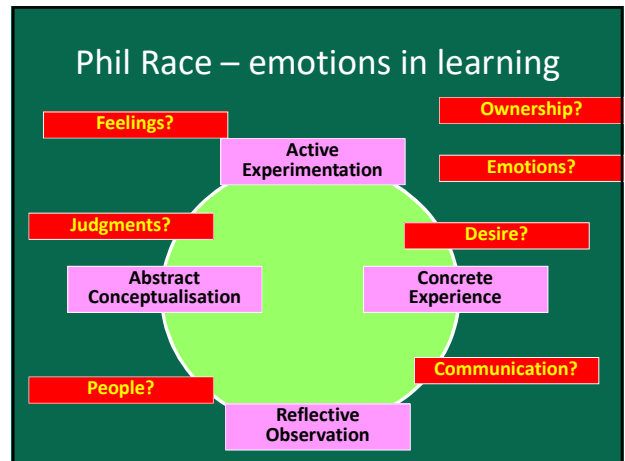 Phil Race – emotions in learning
Ownership?
Feelings?
Active
Experimentation
Emotions?
Judgments?
Desire?
Abstract
Conceptualisation
Concrete
Experience
Communication?
People?
Reflective
Observation